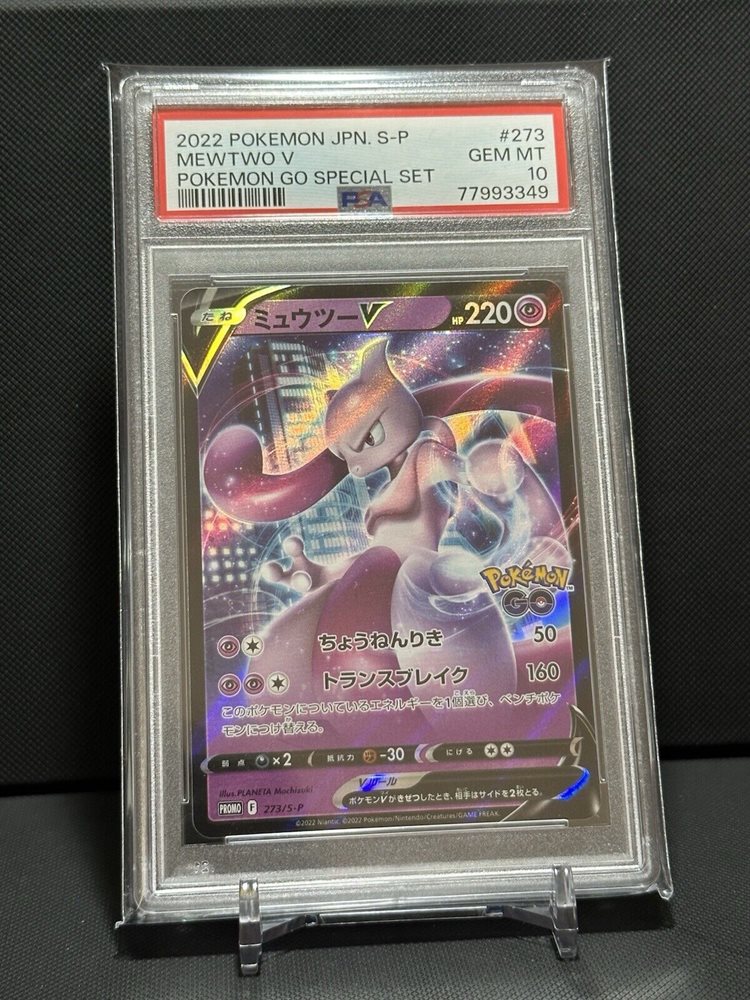 2022 POKEMON JPN. S-P #273
MEWTWO V GEM MT
POKEMON GO SPECIAL SET 10
PSA 77993349
たね ミュウツーV HP 220
Pokémon GO
ちょうねんりき 50
トランスブレイク 160
このポケモンについているエネルギーを1個選び、ベンチポケ
モンにつけ替える。
弱点 ×2 抵抗力 -30 にげる
Vルール
Illus.PLANETA Mochizuki
ポケモンVがきぜつしたとき、相手はサイドを2枚とる。
PROMO F 273/S-P
©2022 Niantic. ©2022 Pokémon/Nintendo/Creatures/GAME FREAK.